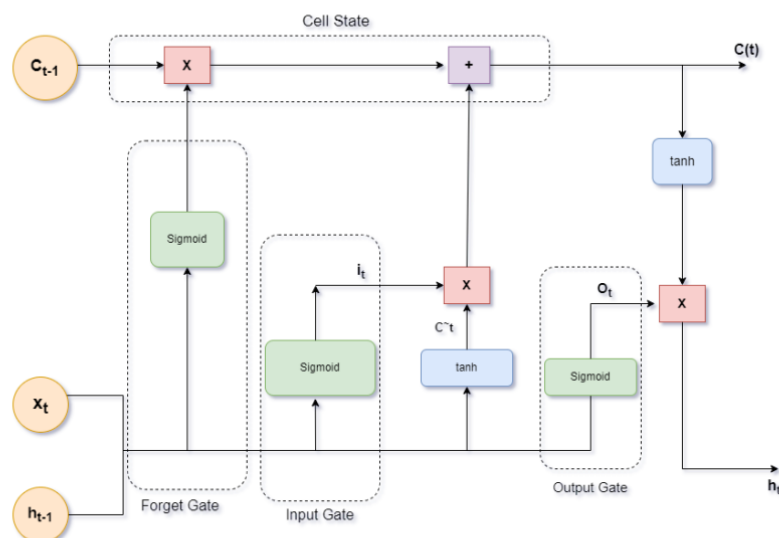 Cell State
C(t)
Ct-1
X
+
tanh
Sigmoid
it
Ot
X
X
C~t
Sigmoid
tanh
Sigmoid
Xt
ht
Output Gate
Forget Gate
Input Gate
ht-1